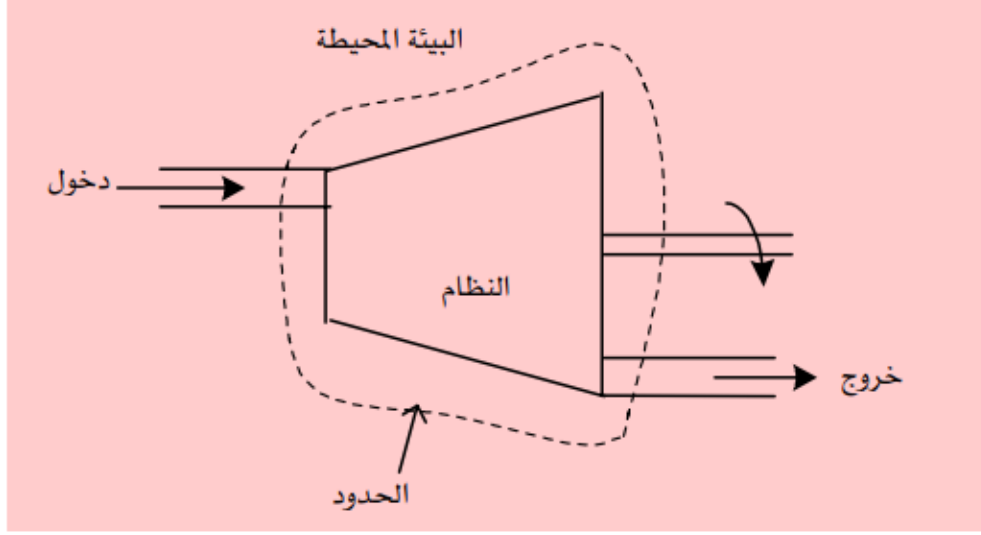 البيئة المحيطة
دخول
النظام
خروج
الحدود